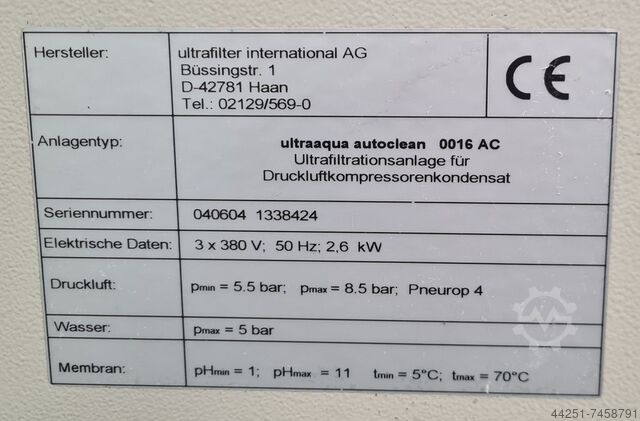 Hersteller: ultrafilter international AG
Büssingstr. 1
D-42781 Haan
Tel.: 02129/569-0
CE
Anlagentyp: ultraaqua autoclean 0016 AC
Ultrafiltrationsanlage für
Druckluftkompressorenkondensat
Seriennummer: 040604 1338424
Elektrische Daten: 3 x 380 V; 50 Hz; 2,6 kW
Druckluft: pmin = 5.5 bar; pmax = 8.5 bar; Pneurop 4
Wasser: pmax = 5 bar
Membran: pHmin = 1; pHmax = 11 tmin = 5°C; tmax = 70°C
44251-7458791